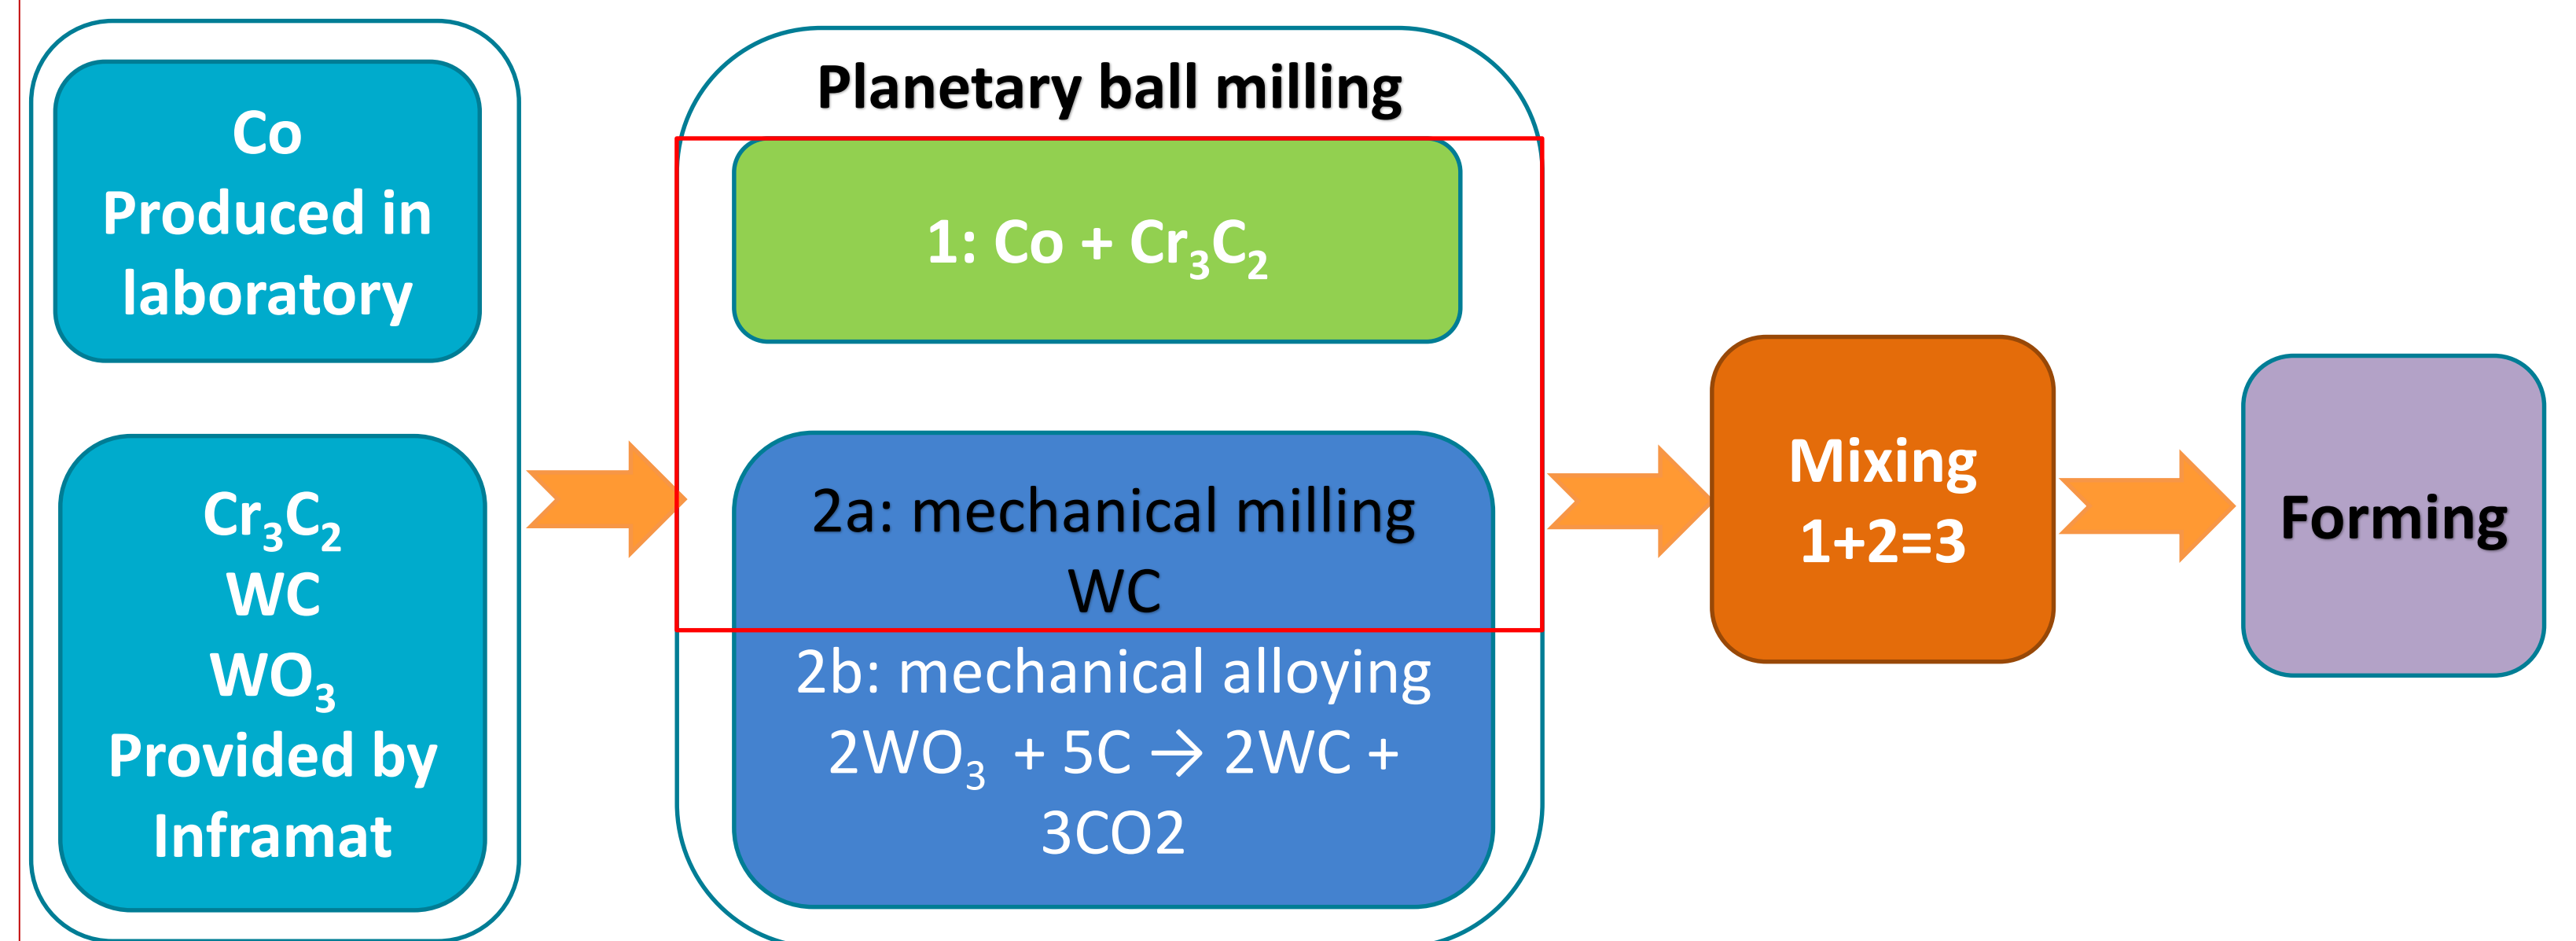 Co
Produced in
laboratory
Cr₃C₂
WC
WO₃
Provided by
Inframat
Planetary ball milling
1: Co + Cr₃C₂
2a: mechanical milling
WC
2b: mechanical alloying
2WO₃ + 5C → 2WC +
3CO2
Mixing
1+2=3
Forming